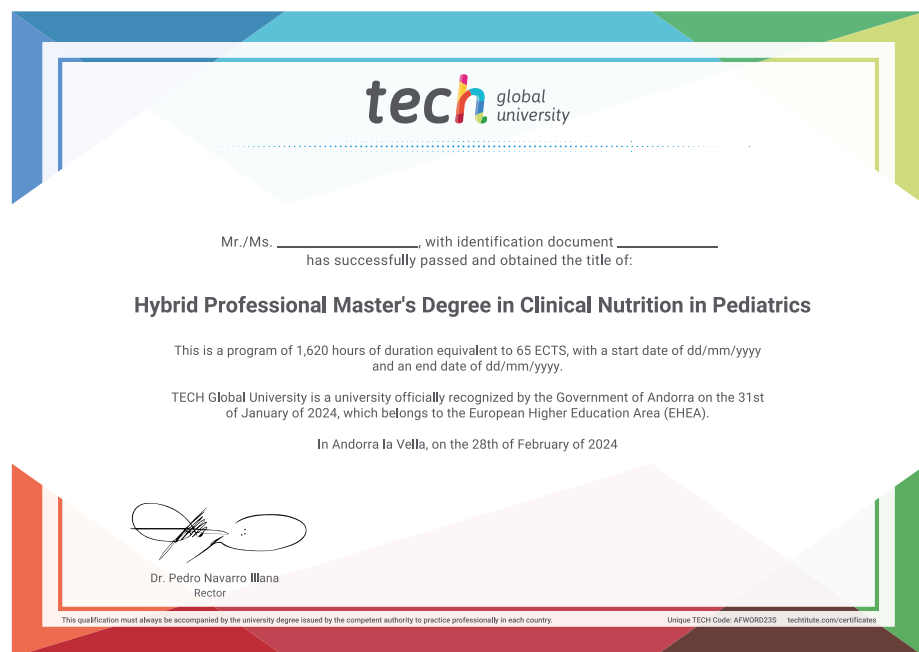 tech global
university
Mr./Ms. ____________________, with identification document ______________
has successfully passed and obtained the title of:
Hybrid Professional Master's Degree in Clinical Nutrition in Pediatrics
This is a program of 1,620 hours of duration equivalent to 65 ECTS, with a start date of dd/mm/yyyy
and an end date of dd/mm/yyyy.
TECH Global University is a university officially recognized by the Government of Andorra on the 31st
of January of 2024, which belongs to the European Higher Education Area (EHEA).
In Andorra la Vella, on the 28th of February of 2024
Dr. Pedro Navarro Illana
Rector
This qualification must always be accompanied by the university degree issued by the competent authority to practice professionally in each country.
Unique TECH Code: AFWORD23S techtitute.com/certificates